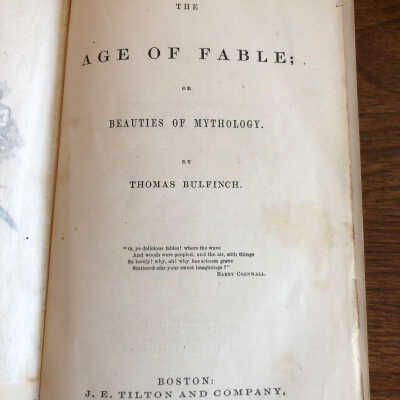 THE
AGE OF FABLE;
OR
BEAUTIES OF MYTHOLOGY.
BY
THOMAS BULFINCH.
"O, ye delicious fables! where the wave
And woods were peopled, and the air, with things
So lovely! why, ah! why has science grave
Scattered afar your sweet imaginings?"
BARRY CORNWALL.
BOSTON:
J. E. TILTON AND COMPANY,